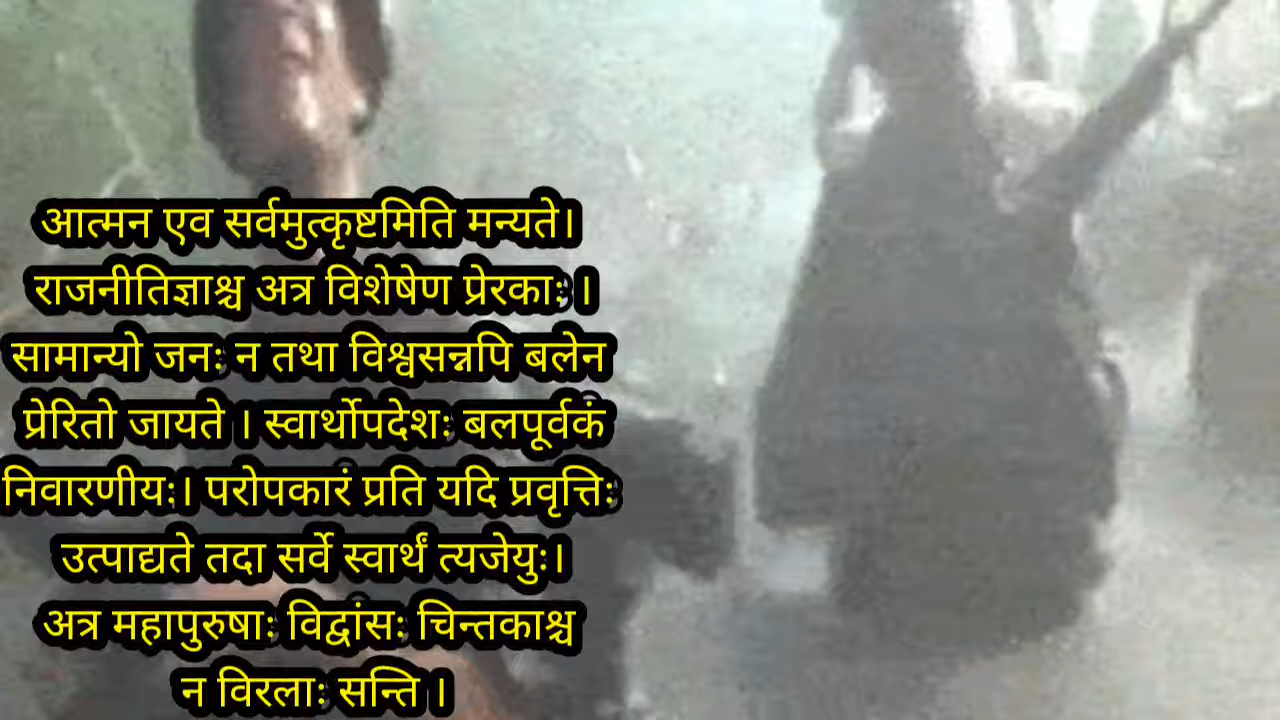 आत्मन एव सर्वमुत्कृष्टमिति मन्यते।
राजनीतिज्ञाश्च अत्र विशेषेण प्रेरकाः ।
सामान्यो जनः न तथा विश्वसन्नपि बलेन
प्रेरितो जायते । स्वार्थोपदेशः बलपूर्वकं
निवारणीयः। परोपकारं प्रति यदि प्रवृत्तिः
उत्पाद्यते तदा सर्वे स्वार्थं त्यजेयुः।
अत्र महापुरुषाः विद्वांसः चिन्तकाश्च
न विरलाः सन्ति ।